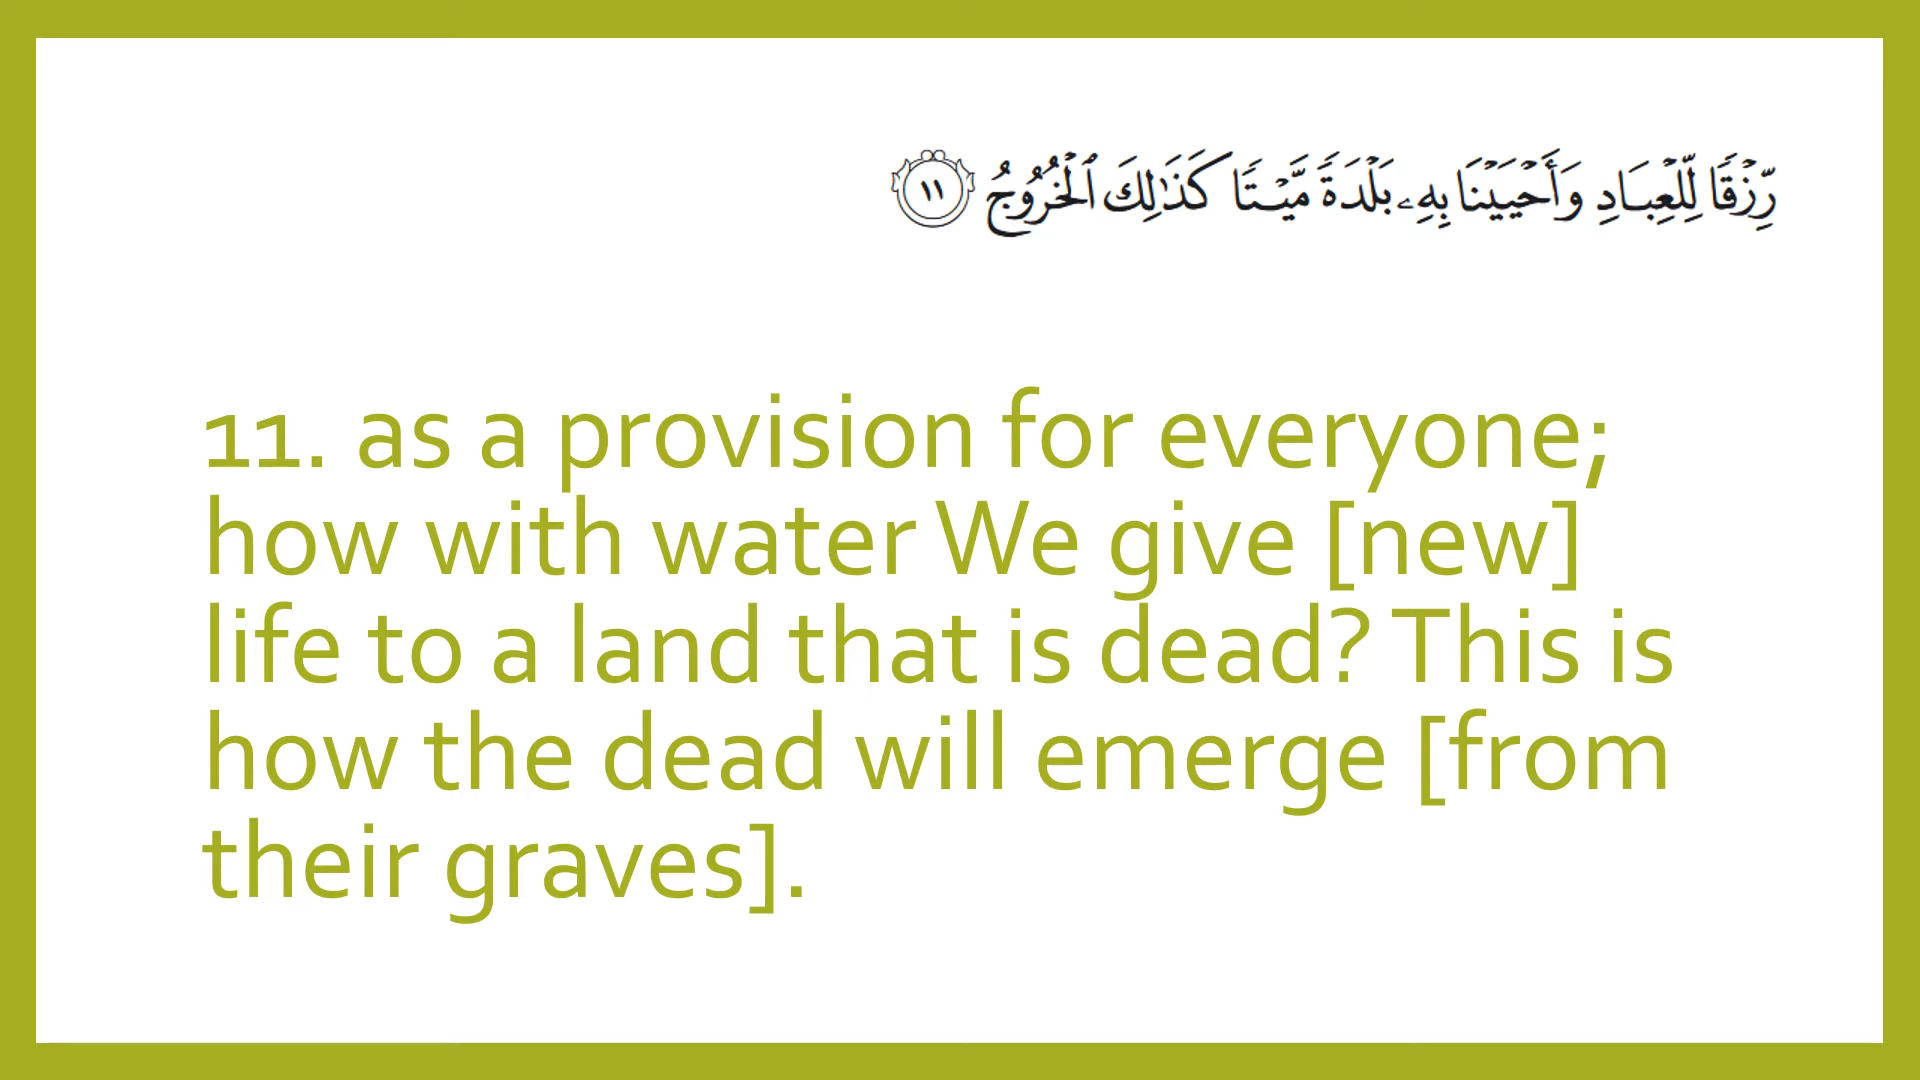 رِّزْقًا لِّلْعِبَادِ وَأَحْيَيْنَا بِهِۦ بَلْدَةً مَّيْتًا كَذَٰلِكَ ٱلْخُرُوجُ ١١
11. as a provision for everyone;
how with water We give [new]
life to a land that is dead? This is
how the dead will emerge [from
their graves].